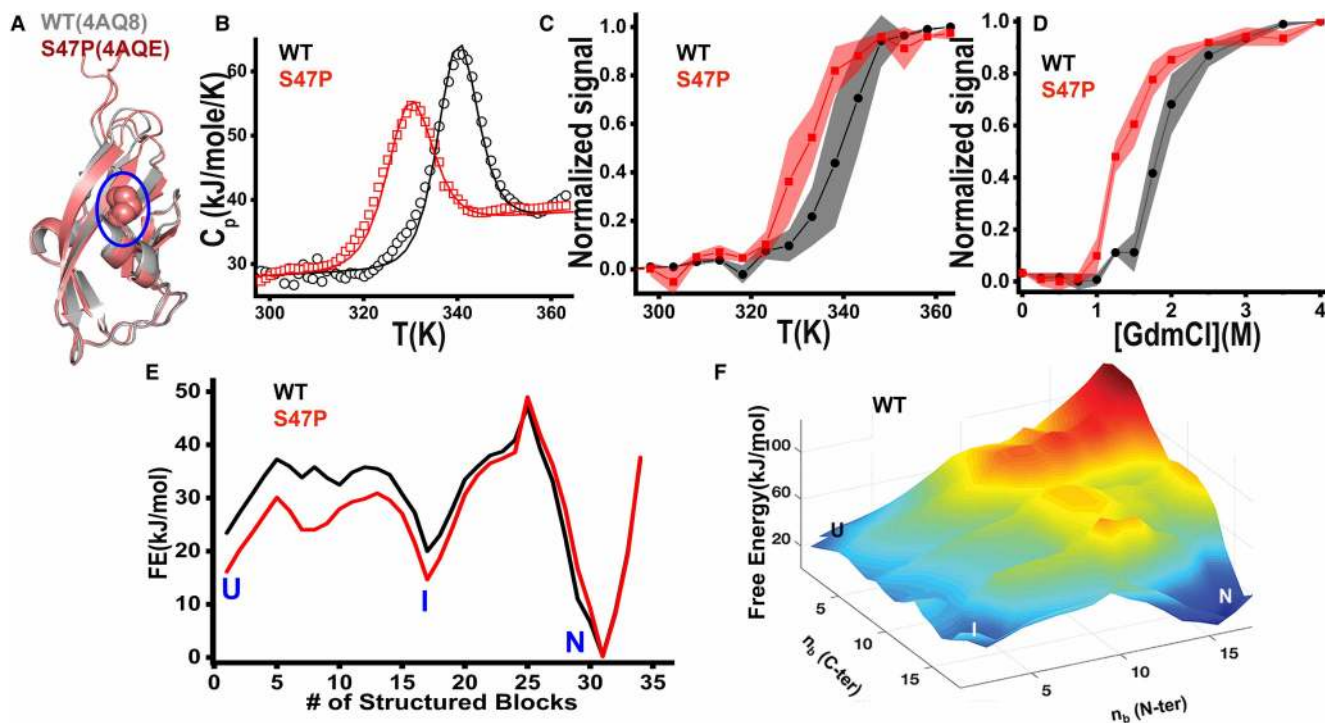 A
WT(4AQ8)
S47P(4AQE)
B
WT
S47P
Cp(kJ/mole/K)
60
50
40
30
300 320 340 360
T(K)
C
WT
S47P
Normalized signal
1.0
0.8
0.6
0.4
0.2
0.0
300 320 340 360
T(K)
D
WT
S47P
Normalized signal
1.0
0.8
0.6
0.4
0.2
0.0
0 1 2 3 4
[GdmCl](M)
E
WT
S47P
FE(kJ/mol)
50
40
30
20
10
0
U
I
N
0 5 10 15 20 25 30 35
# of Structured Blocks
F
WT
Free Energy(kJ/mol)
100
60
20
U
I
N
5
10
15
nb (C-ter)
5
10
15
nb (N-ter)